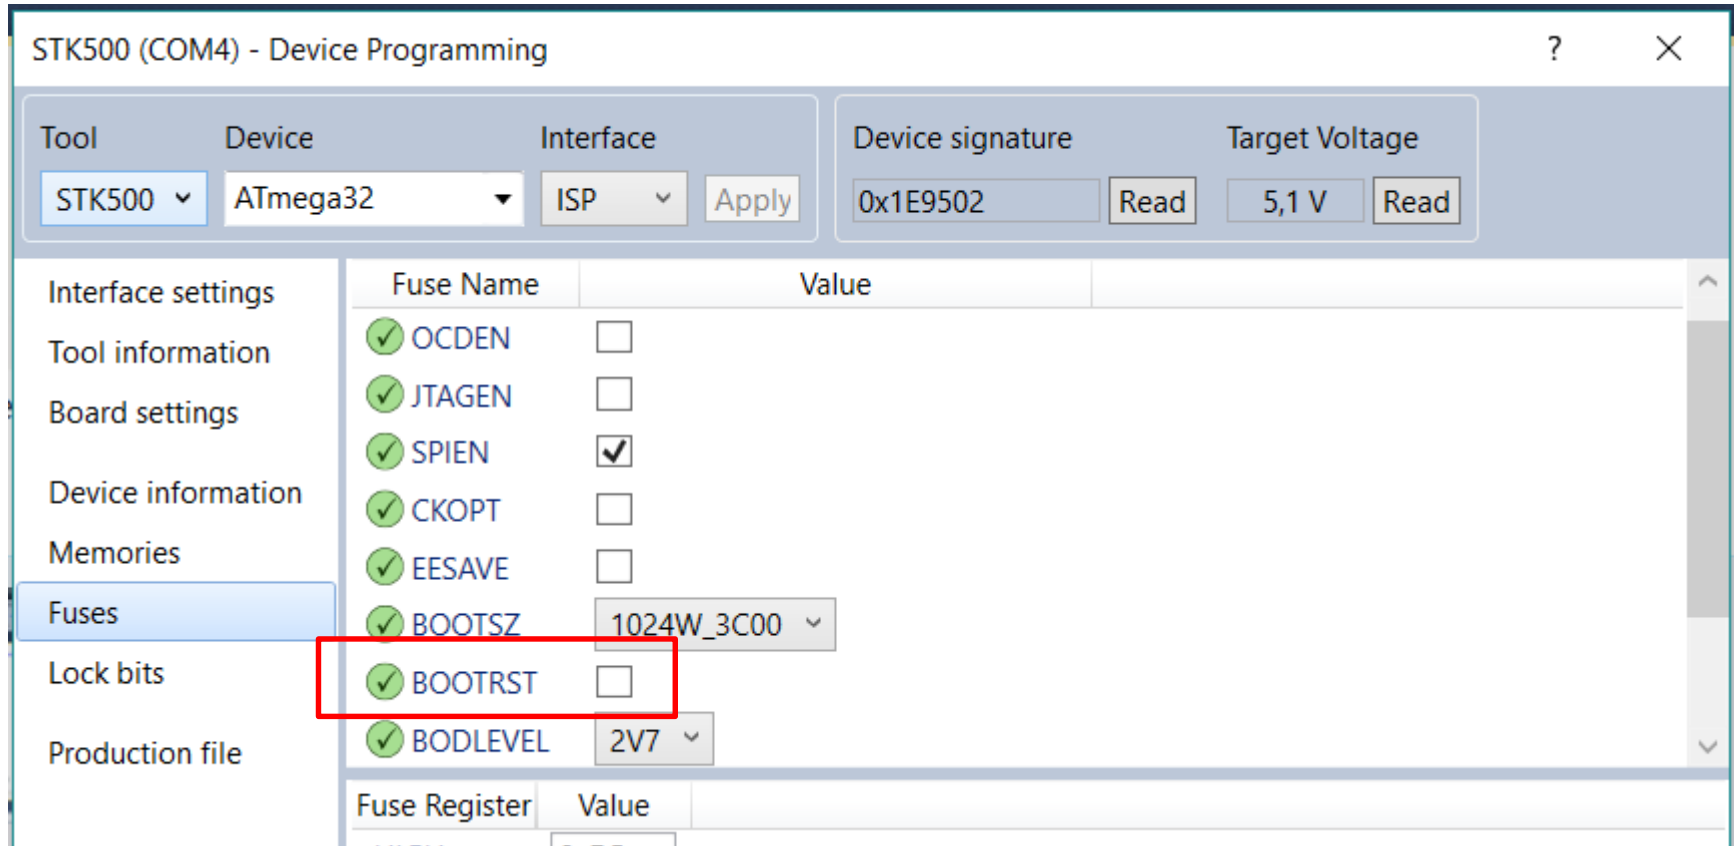 STK500 (COM4) - Device Programming ?
Tool Device Interface Device signature Target Voltage
STK500 ATmega32 ISP Apply 0x1E9502 Read 5,1 V Read
Interface settings
Tool information
Board settings
Device information
Memories
Fuses
Lock bits
Production file
Fuse Name Value
OCDEN
JTAGEN
SPIEN
CKOPT
EESAVE
BOOTSZ 1024W_3C00
BOOTRST
BODLEVEL 2V7
Fuse Register Value